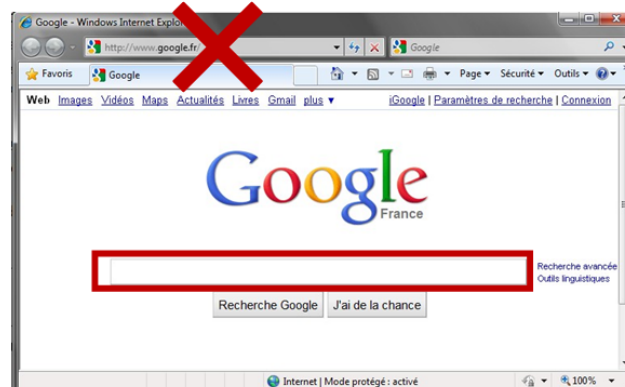 Google - Windows Internet Explo
http://www.google.fr/
Google
Favoris
Google
Page
Sécurité
Outils
Web Images Vidéos Maps Actualités Livres Gmail plus ▼
iGoogle | Paramètres de recherche | Connexion
Google
France
Recherche avancée
Outils linguistiques
Recherche Google
J'ai de la chance
Internet | Mode protégé : activé
100%